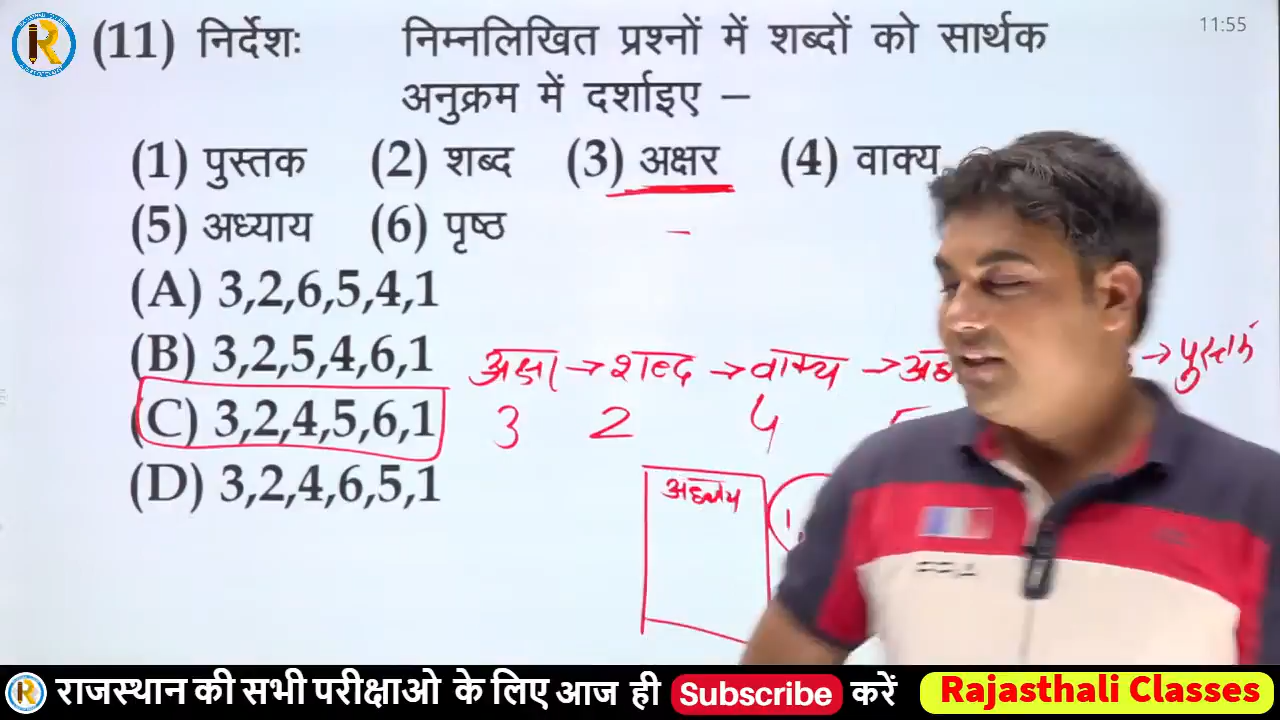 (11) निर्देशः निम्नलिखित प्रश्नों में शब्दों को सार्थक
11:55
अनुक्रम में दर्शाइए –
(1) पुस्तक (2) शब्द (3) अक्षर (4) वाक्य
(5) अध्याय (6) पृष्ठ
(A) 3,2,6,5,4,1
(B) 3,2,5,4,6,1
(C) 3,2,4,5,6,1
(D) 3,2,4,6,5,1
→ शब्द → वाक्य →
3 2 4
अध्याय
राजस्थान की सभी परीक्षाओ के लिए आज ही Subscribe करें Rajasthali Classes